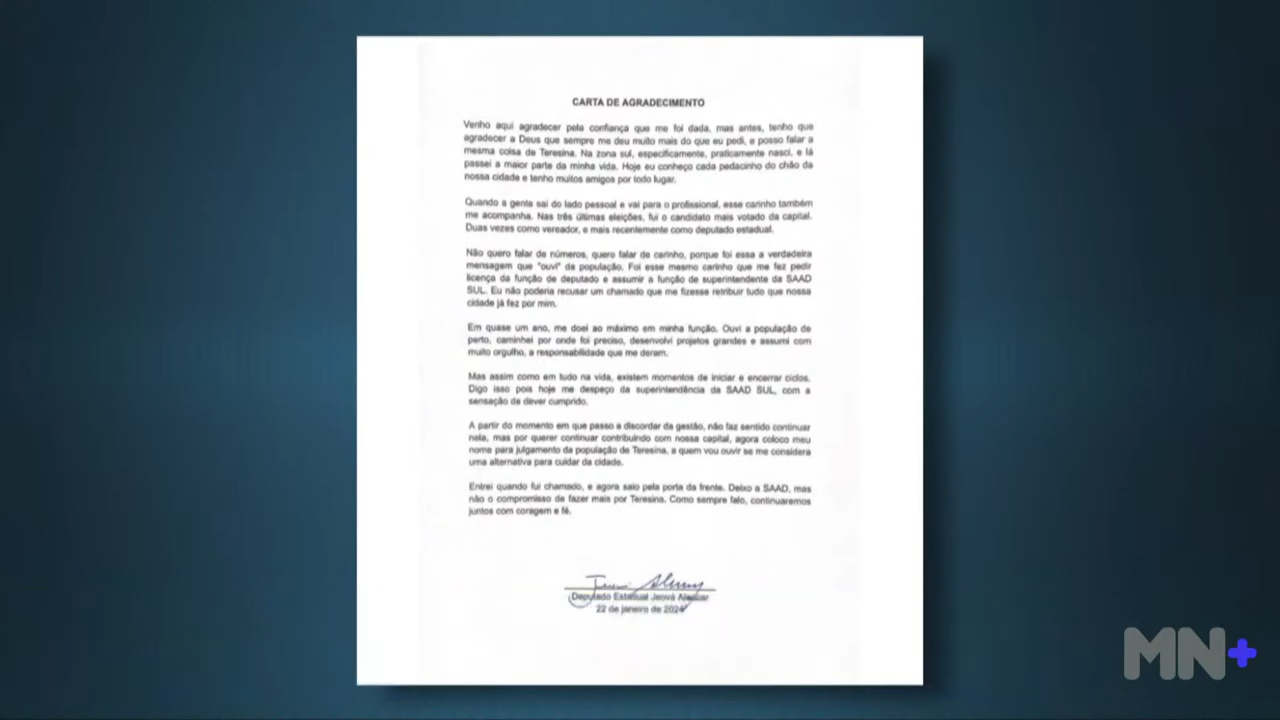 CARTA DE AGRADECIMENTO
Venho aqui agradecer pela confiança que me foi dada, mas antes, tenho que
agradecer a Deus que sempre me deu muito mais do que eu pedi, e posso falar a
mesma coisa de Teresina. Na zona sul, especificamente, praticamente nasci, e lá
passei a maior parte da minha vida. Hoje eu conheço cada pedacinho do chão da
nossa cidade e tenho muitos amigos por todo lugar.
Quando a gente sai do lado pessoal e vai para o profissional, esse carinho também
me acompanha. Nas três últimas eleições, fui o candidato mais votado da capital.
Duas vezes como vereador, e mais recentemente como deputado estadual.
Não quero falar de números, quero falar de carinho, porque foi essa a verdadeira
mensagem que "ouvi" da população. Foi esse mesmo carinho que me fez pedir
licença da função de deputado e assumir a função de superintendente da SAAD
SUL. Eu não poderia recusar um chamado que me fizesse retribuir tudo que nossa
cidade já fez por mim.
Em quase um ano, me doei ao máximo em minha função. Ouvi a população de
perto, caminhei por onde foi preciso, desenvolvi projetos grandes e assumi com
muito orgulho, a responsabilidade que me deram.
Mas assim como em tudo na vida, existem momentos de iniciar e encerrar ciclos.
Digo isso pois hoje me despeço da superintendência da SAAD SUL, com a
sensação de dever cumprido.
A partir do momento em que passo a discordar da gestão, não faz sentido continuar
nela, mas por querer continuar contribuindo com nossa capital, agora coloco meu
nome para julgamento da população de Teresina, a quem vou ouvir se me considera
uma alternativa para cuidar da cidade.
Entrei quando fui chamado, e agora saio pela porta da frente. Deixo a SAAD, mas
não o compromisso de fazer mais por Teresina. Como sempre falo, continuaremos
juntos com coragem e fé.
Deputado Estadual Jeová Alencar
22 de janeiro de 2024
MN+